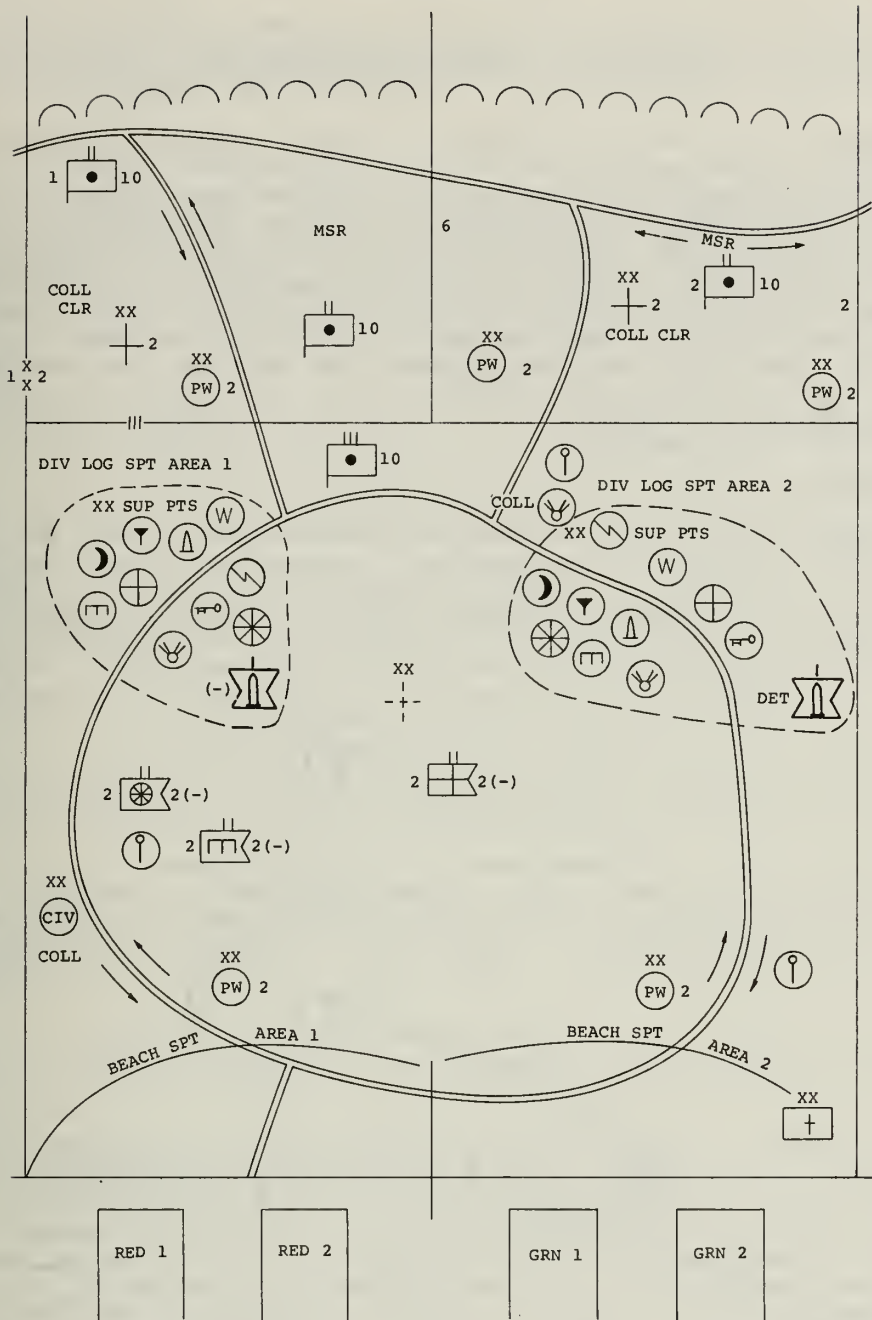 1 10
MSR
6
MSR
COLL
CLR
XX
2
10
XX
2
2 10
COLL CLR
2
XX
PW 2
XX
PW 2
XX
PW 2
1 X 2
X
III
10
DIV LOG SPT AREA 1
COLL
DIV LOG SPT AREA 2
XX SUP PTS
W
XX SUP PTS
W
(-)
XX
DET
2 2(-)
2 2(-)
2 2(-)
XX
CIV
COLL
XX
PW 2
XX
PW 2
BEACH SPT AREA 1
BEACH SPT AREA 2
XX
RED 1
RED 2
GRN 1
GRN 2